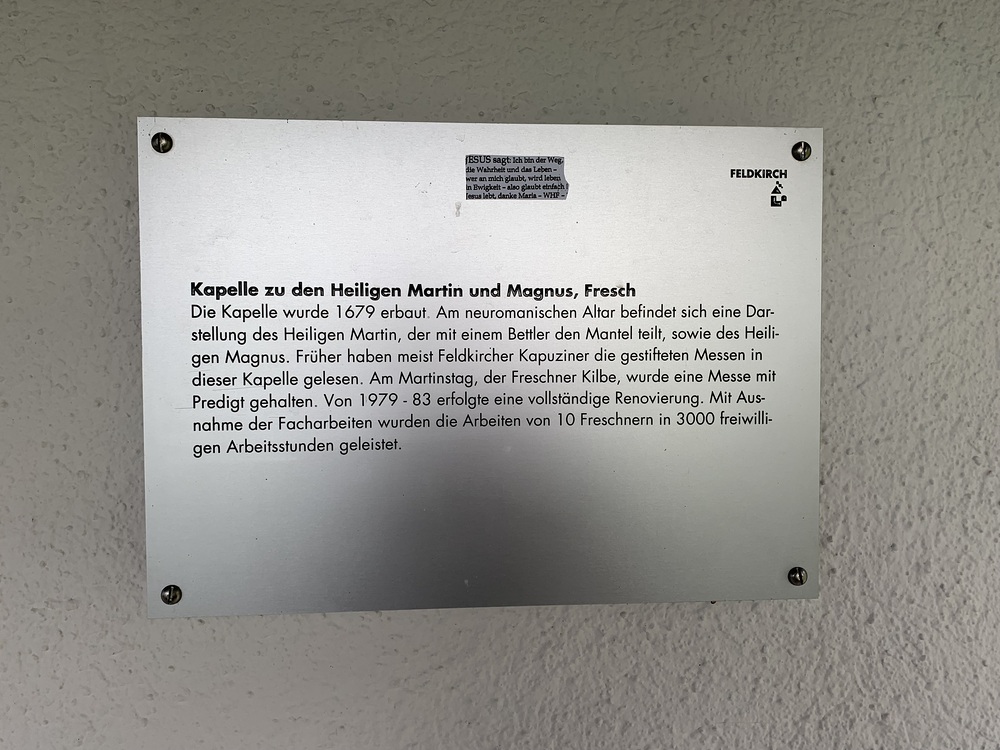 JESUS sagt: Ich bin der Weg,
die Wahrheit und das Leben –
wer an mich glaubt, wird leben
in Ewigkeit – also glaubt einfach!
Jesus lebt, danke Maria – WHF –
FELDKIRCH
Kapelle zu den Heiligen Martin und Magnus, Fresch
Die Kapelle wurde 1679 erbaut. Am neuromanischen Altar befindet sich eine Dar-
stellung des Heiligen Martin, der mit einem Bettler den Mantel teilt, sowie des Heili-
gen Magnus. Früher haben meist Feldkircher Kapuziner die gestifteten Messen in
dieser Kapelle gelesen. Am Martinstag, der Freschner Kilbe, wurde eine Messe mit
Predigt gehalten. Von 1979 - 83 erfolgte eine vollständige Renovierung. Mit Aus-
nahme der Facharbeiten wurden die Arbeiten von 10 Freschnern in 3000 freiwilli-
gen Arbeitsstunden geleistet.